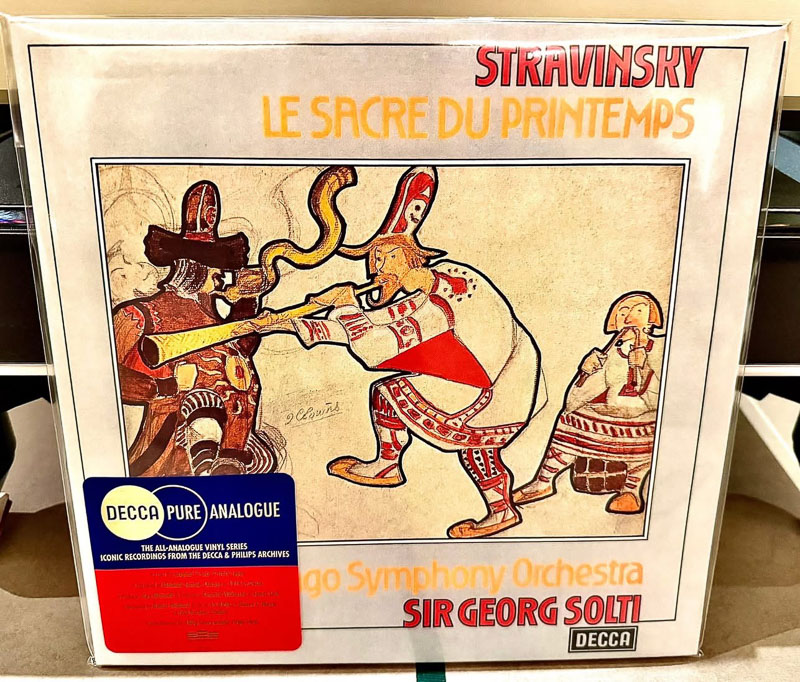 STRAVINSKY
LE SACRE DU PRINTEMPS
DECCA PURE ANALOGUE
THE ALL-ANALOGUE VINYL SERIES
ICONIC RECORDINGS FROM THE DECCA & PHILIPS ARCHIVES
go Symphony Orchestra
SIR GEORG SOLTI
DECCA